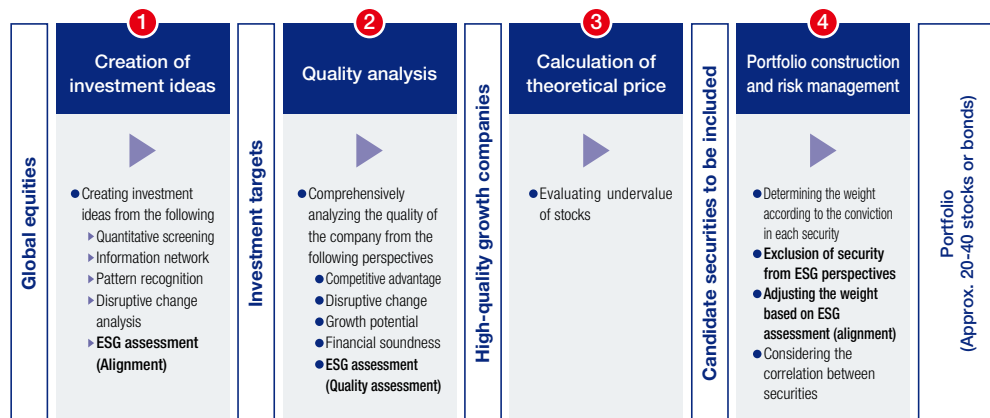 Global equities
1
Creation of
investment ideas
Creating investment
ideas from the following
Quantitative screening
Information network
Pattern recognition
Disruptive change
analysis
ESG assessment
(Alignment)
Investment targets
2
Quality analysis
Comprehensively
analyzing the quality of
the company from the
following perspectives
Competitive advantage
Disruptive change
Growth potential
Financial soundness
ESG assessment
(Quality assessment)
High-quality growth companies
3
Calculation of
theoretical price
Evaluating undervalue
of stocks
Candidate securities to be included
4
Portfolio construction
and risk management
Determining the weight
according to the conviction
in each security
Exclusion of security
from ESG perspectives
Adjusting the weight
based on ESG
assessment (alignment)
Considering the
correlation between
securities
Portfolio
(Approx. 20-40 stocks or bonds)